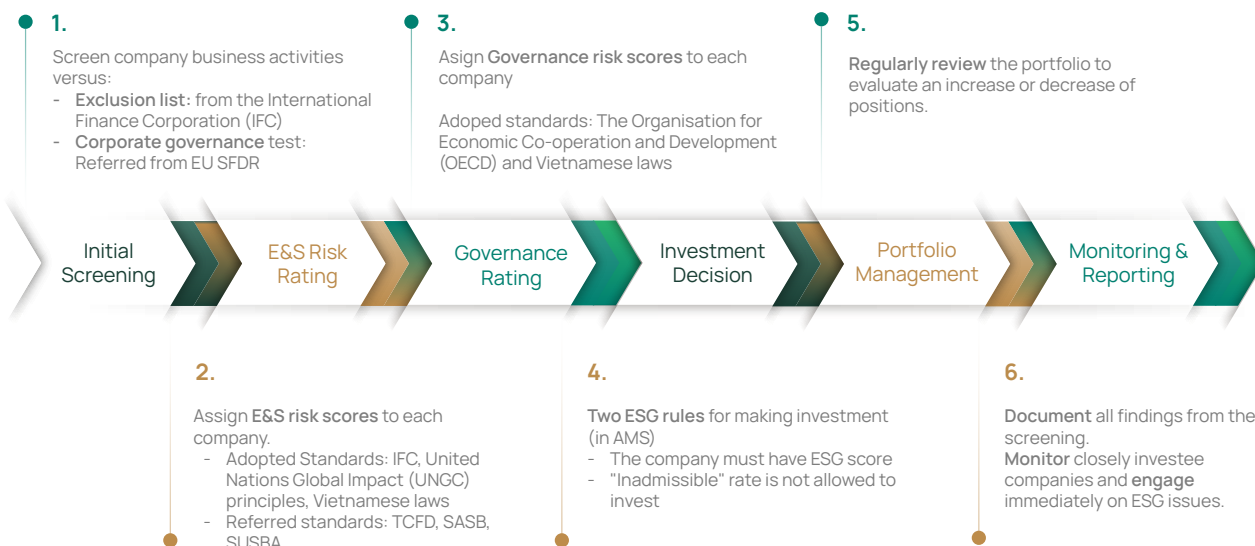 1.
Screen company business activities
versus:
- Exclusion list: from the International
Finance Corporation (IFC)
- Corporate governance test:
Referred from EU SFDR
3.
Asign Governance risk scores to each
company
Adoped standards: The Organisation for
Economic Co-operation and Development
(OECD) and Vietnamese laws
5.
Regularly review the portfolio to
evaluate an increase or decrease of
positions.
Initial
Screening
E&S Risk
Rating
Governance
Rating
Investment
Decision
Portfolio
Management
Monitoring &
Reporting
2.
Assign E&S risk scores to each
company.
- Adopted Standards: IFC, United
Nations Global Impact (UNGC)
principles, Vietnamese laws
- Referred standards: TCFD, SASB,
SUSBA
4.
Two ESG rules for making investment
(in AMS)
- The company must have ESG score
- "Inadmissible" rate is not allowed to
invest
6.
Document all findings from the
screening.
Monitor closely investee
companies and engage
immediately on ESG issues.